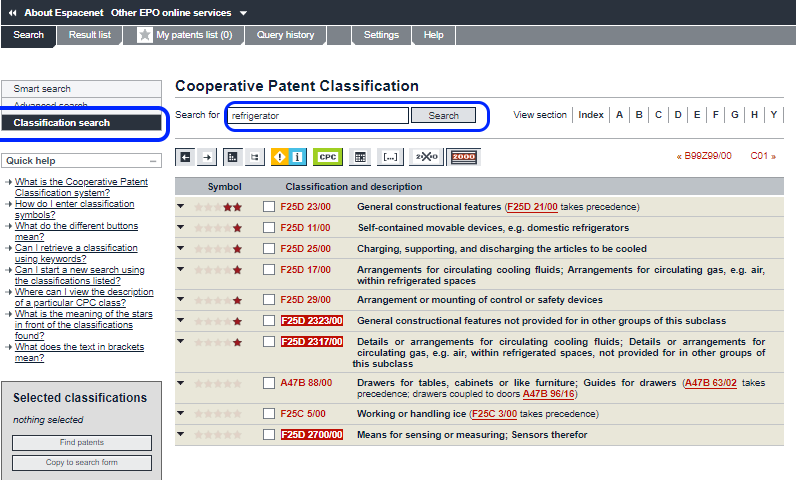 About Espacenet Other EPO online services
Search Result list My patents list (0) Query history Settings Help
Smart search
Advanced search
Classification search
Quick help
What is the Cooperative Patent
Classification system?
How do I enter classification
symbols?
What do the different buttons
mean?
Can I retrieve a classification
using keywords?
Can I start a new search using
the classifications listed?
Where can I view the description
of a particular CPC class?
What is the meaning of the stars
in front of the classifications
found?
What does the text in brackets
mean?
Selected classifications
nothing selected
Find patents
Copy to search form
Cooperative Patent Classification
Search for refrigerator Search View section Index A B C D E F G H Y
CPC [...] 2000 « B99Z99/00 C01 »
Symbol Classification and description
F25D 23/00 General constructional features (F25D 21/00 takes precedence)
F25D 11/00 Self-contained movable devices, e.g. domestic refrigerators
F25D 25/00 Charging, supporting, and discharging the articles to be cooled
F25D 17/00 Arrangements for circulating cooling fluids; Arrangements for circulating gas, e.g. air,
within refrigerated spaces
F25D 29/00 Arrangement or mounting of control or safety devices
F25D 2323/00 General constructional features not provided for in other groups of this subclass
F25D 2317/00 Details or arrangements for circulating cooling fluids; Details or arrangements for
circulating gas, e.g. air, within refrigerated spaces, not provided for in other groups of
this subclass
A47B 88/00 Drawers for tables, cabinets or like furniture; Guides for drawers (A47B 63/02 takes
precedence; drawers coupled to doors A47B 96/16)
F25C 5/00 Working or handling ice (F25C 3/00 takes precedence)
F25D 2700/00 Means for sensing or measuring; Sensors therefor